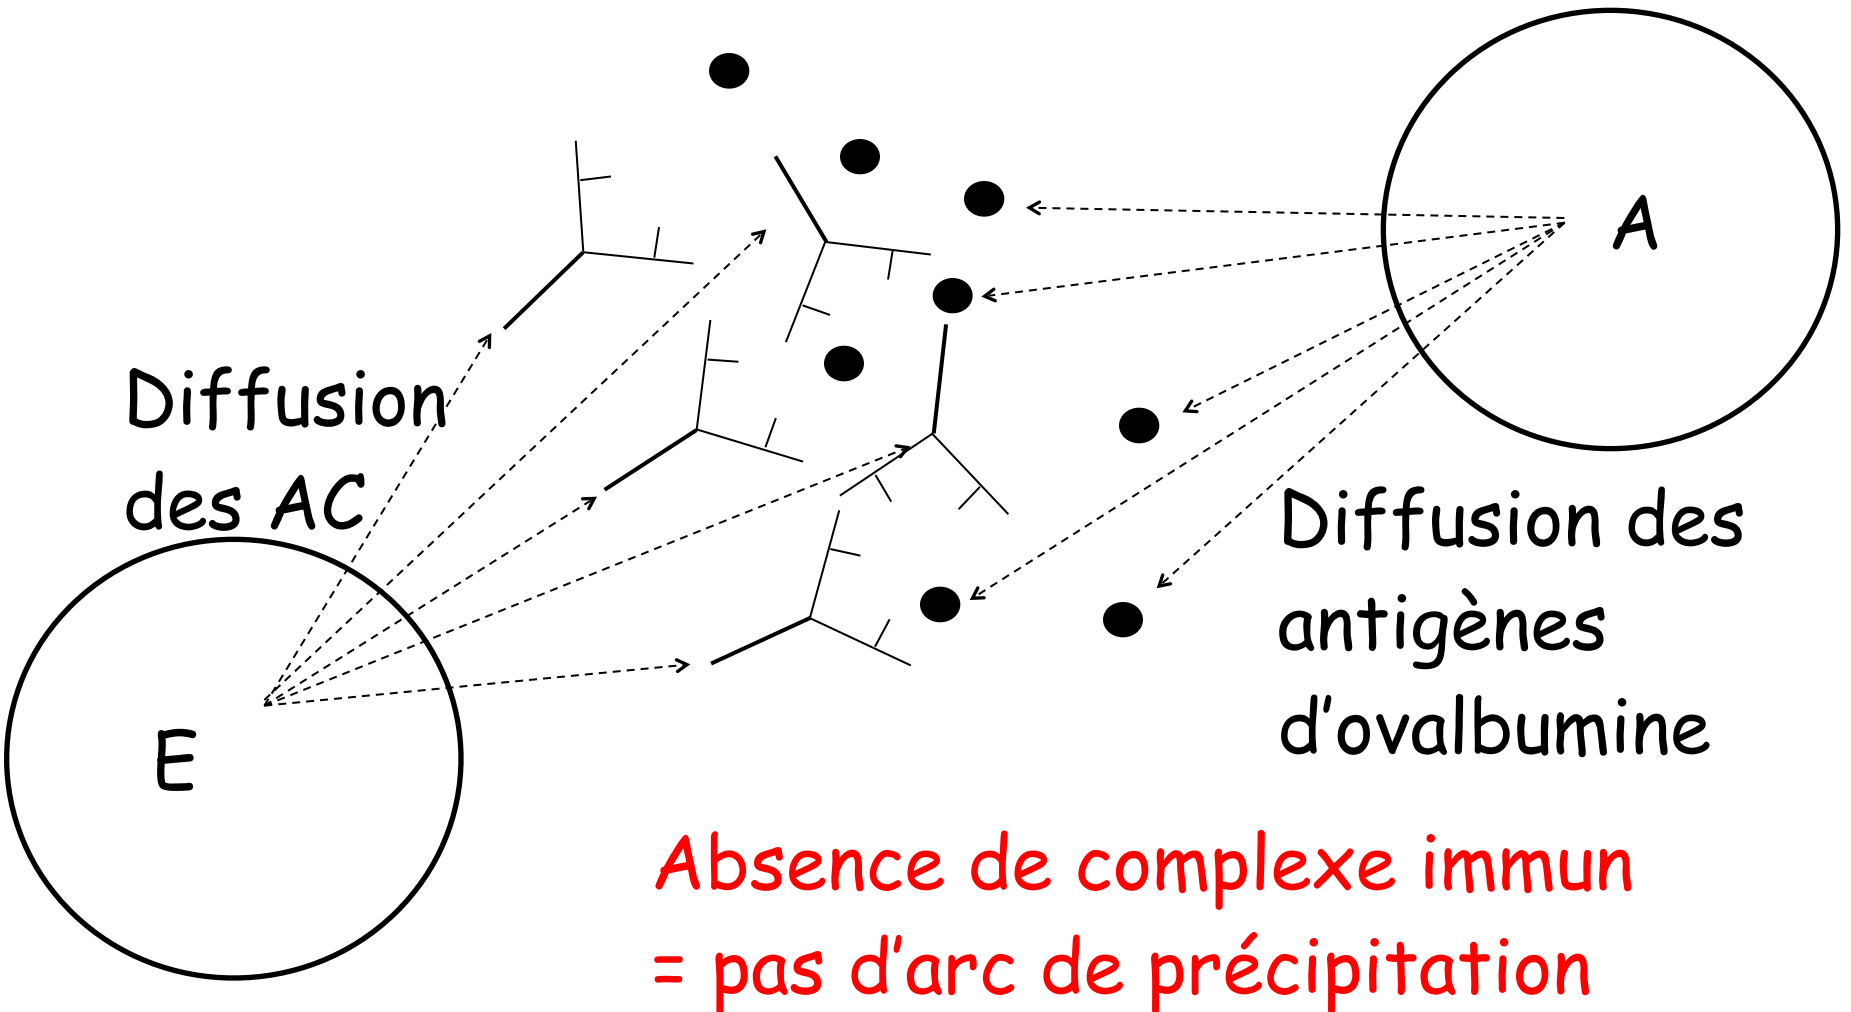 A
Diffusion
des AC
Diffusion des
antigènes
d’ovalbumine
E
Absence de complexe immun
= pas d’arc de précipitation